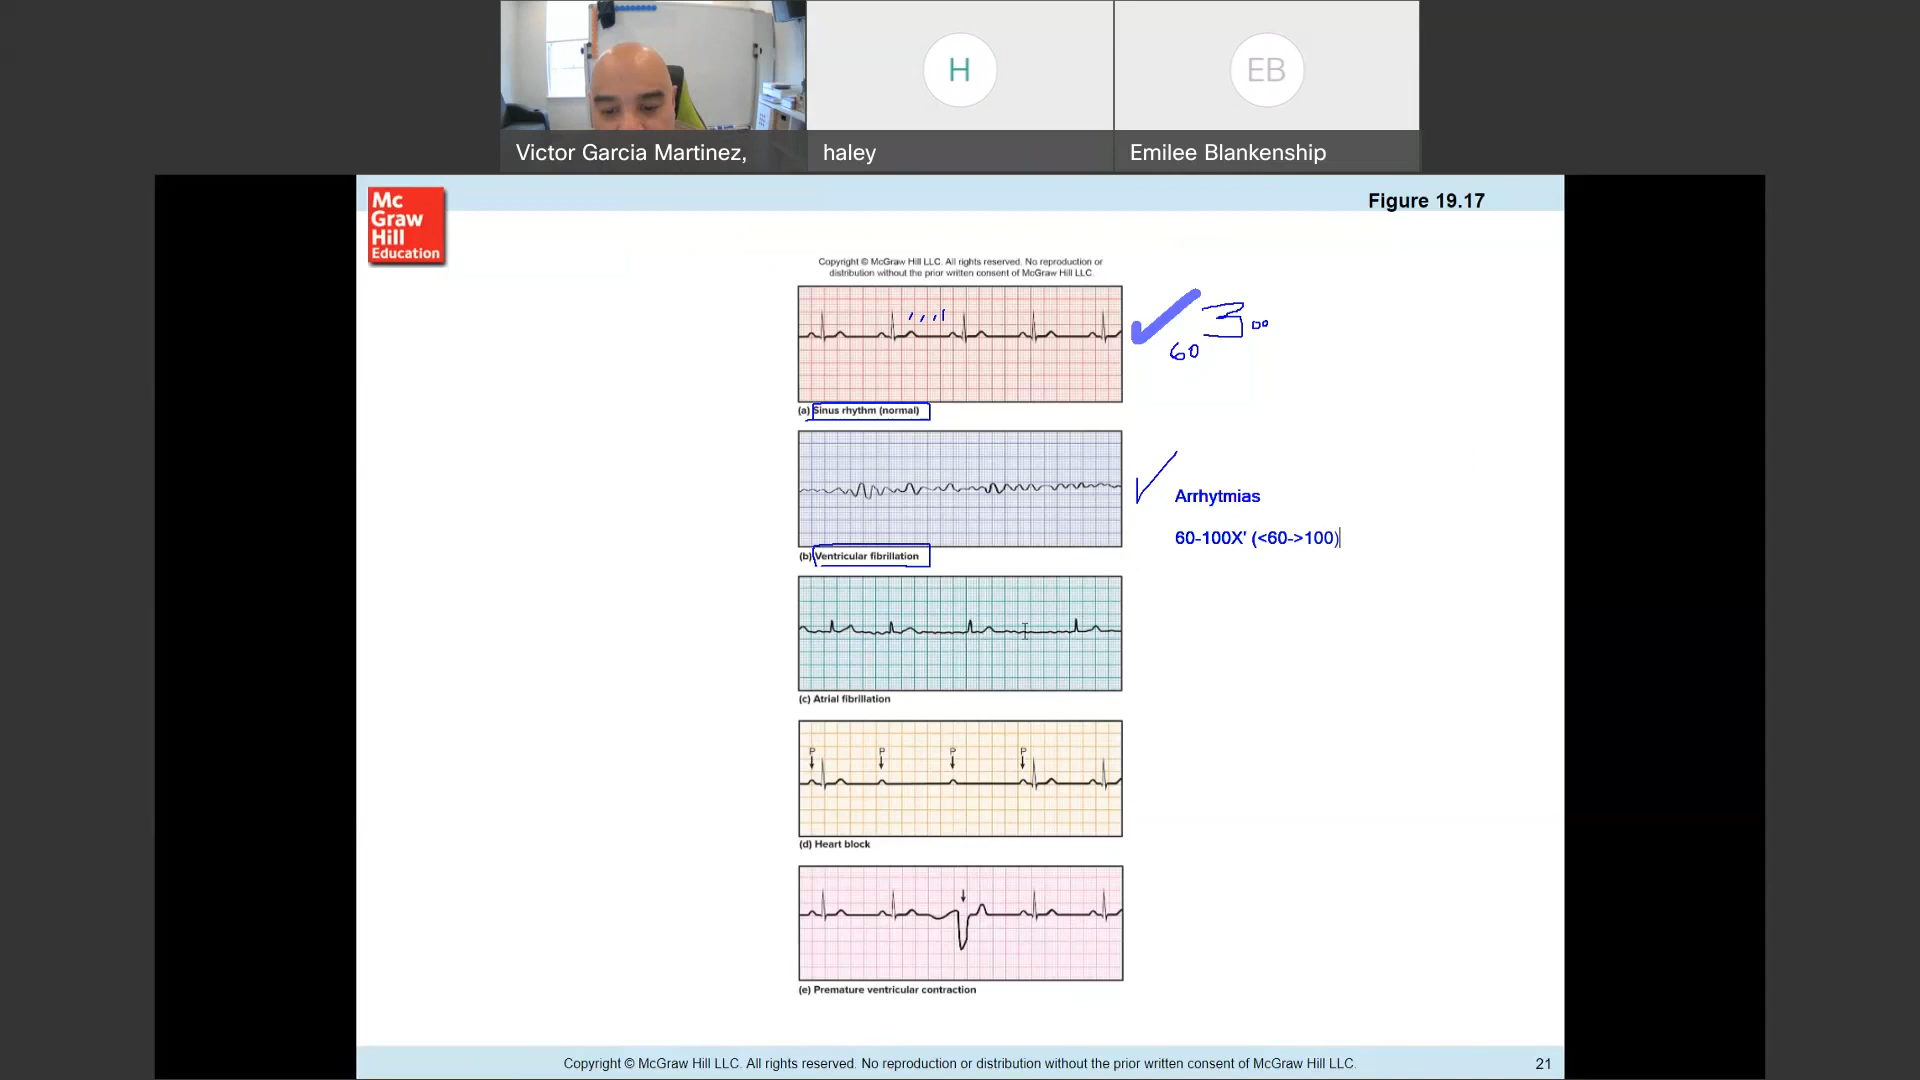 H
EB
Victor Garcia Martinez,
haley
Emilee Blankenship
Mc
Graw
Hill
Education
Figure 19.17
Copyright © McGraw Hill LLC. All rights reserved. No reproduction or
distribution without the prior written consent of McGraw Hill LLC.
300
60
(a) Sinus rhythm (normal)
Arrhytmias
60-100X' (<60->100)
(b) Ventricular fibrillation
(c) Atrial fibrillation
P P P P
(d) Heart block
(e) Premature ventricular contraction
Copyright © McGraw Hill LLC. All rights reserved. No reproduction or distribution without the prior written consent of McGraw Hill LLC.
21